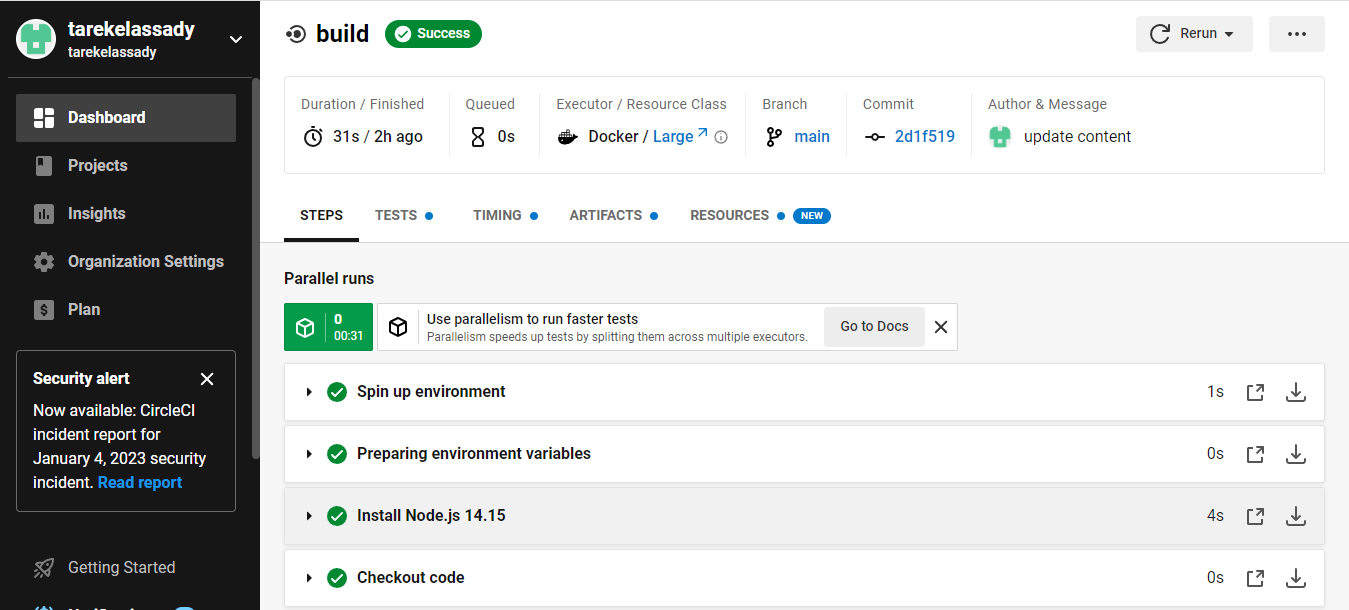 tarekelassady
tarekelassady
Dashboard
Projects
Insights
Organization Settings
Plan
Security alert
Now available: CircleCI
incident report for
January 4, 2023 security
incident. Read report
Getting Started
build Success
Rerun
Duration / Finished
31s / 2h ago
Queued
0s
Executor / Resource Class
Docker / Large
Branch
main
Commit
2d1f519
Author & Message
update content
STEPS TESTS TIMING ARTIFACTS RESOURCES NEW
Parallel runs
0
00:31
Use parallelism to run faster tests
Parallelism speeds up tests by splitting them across multiple executors.
Go to Docs
Spin up environment 1s
Preparing environment variables 0s
Install Node.js 14.15 4s
Checkout code 0s